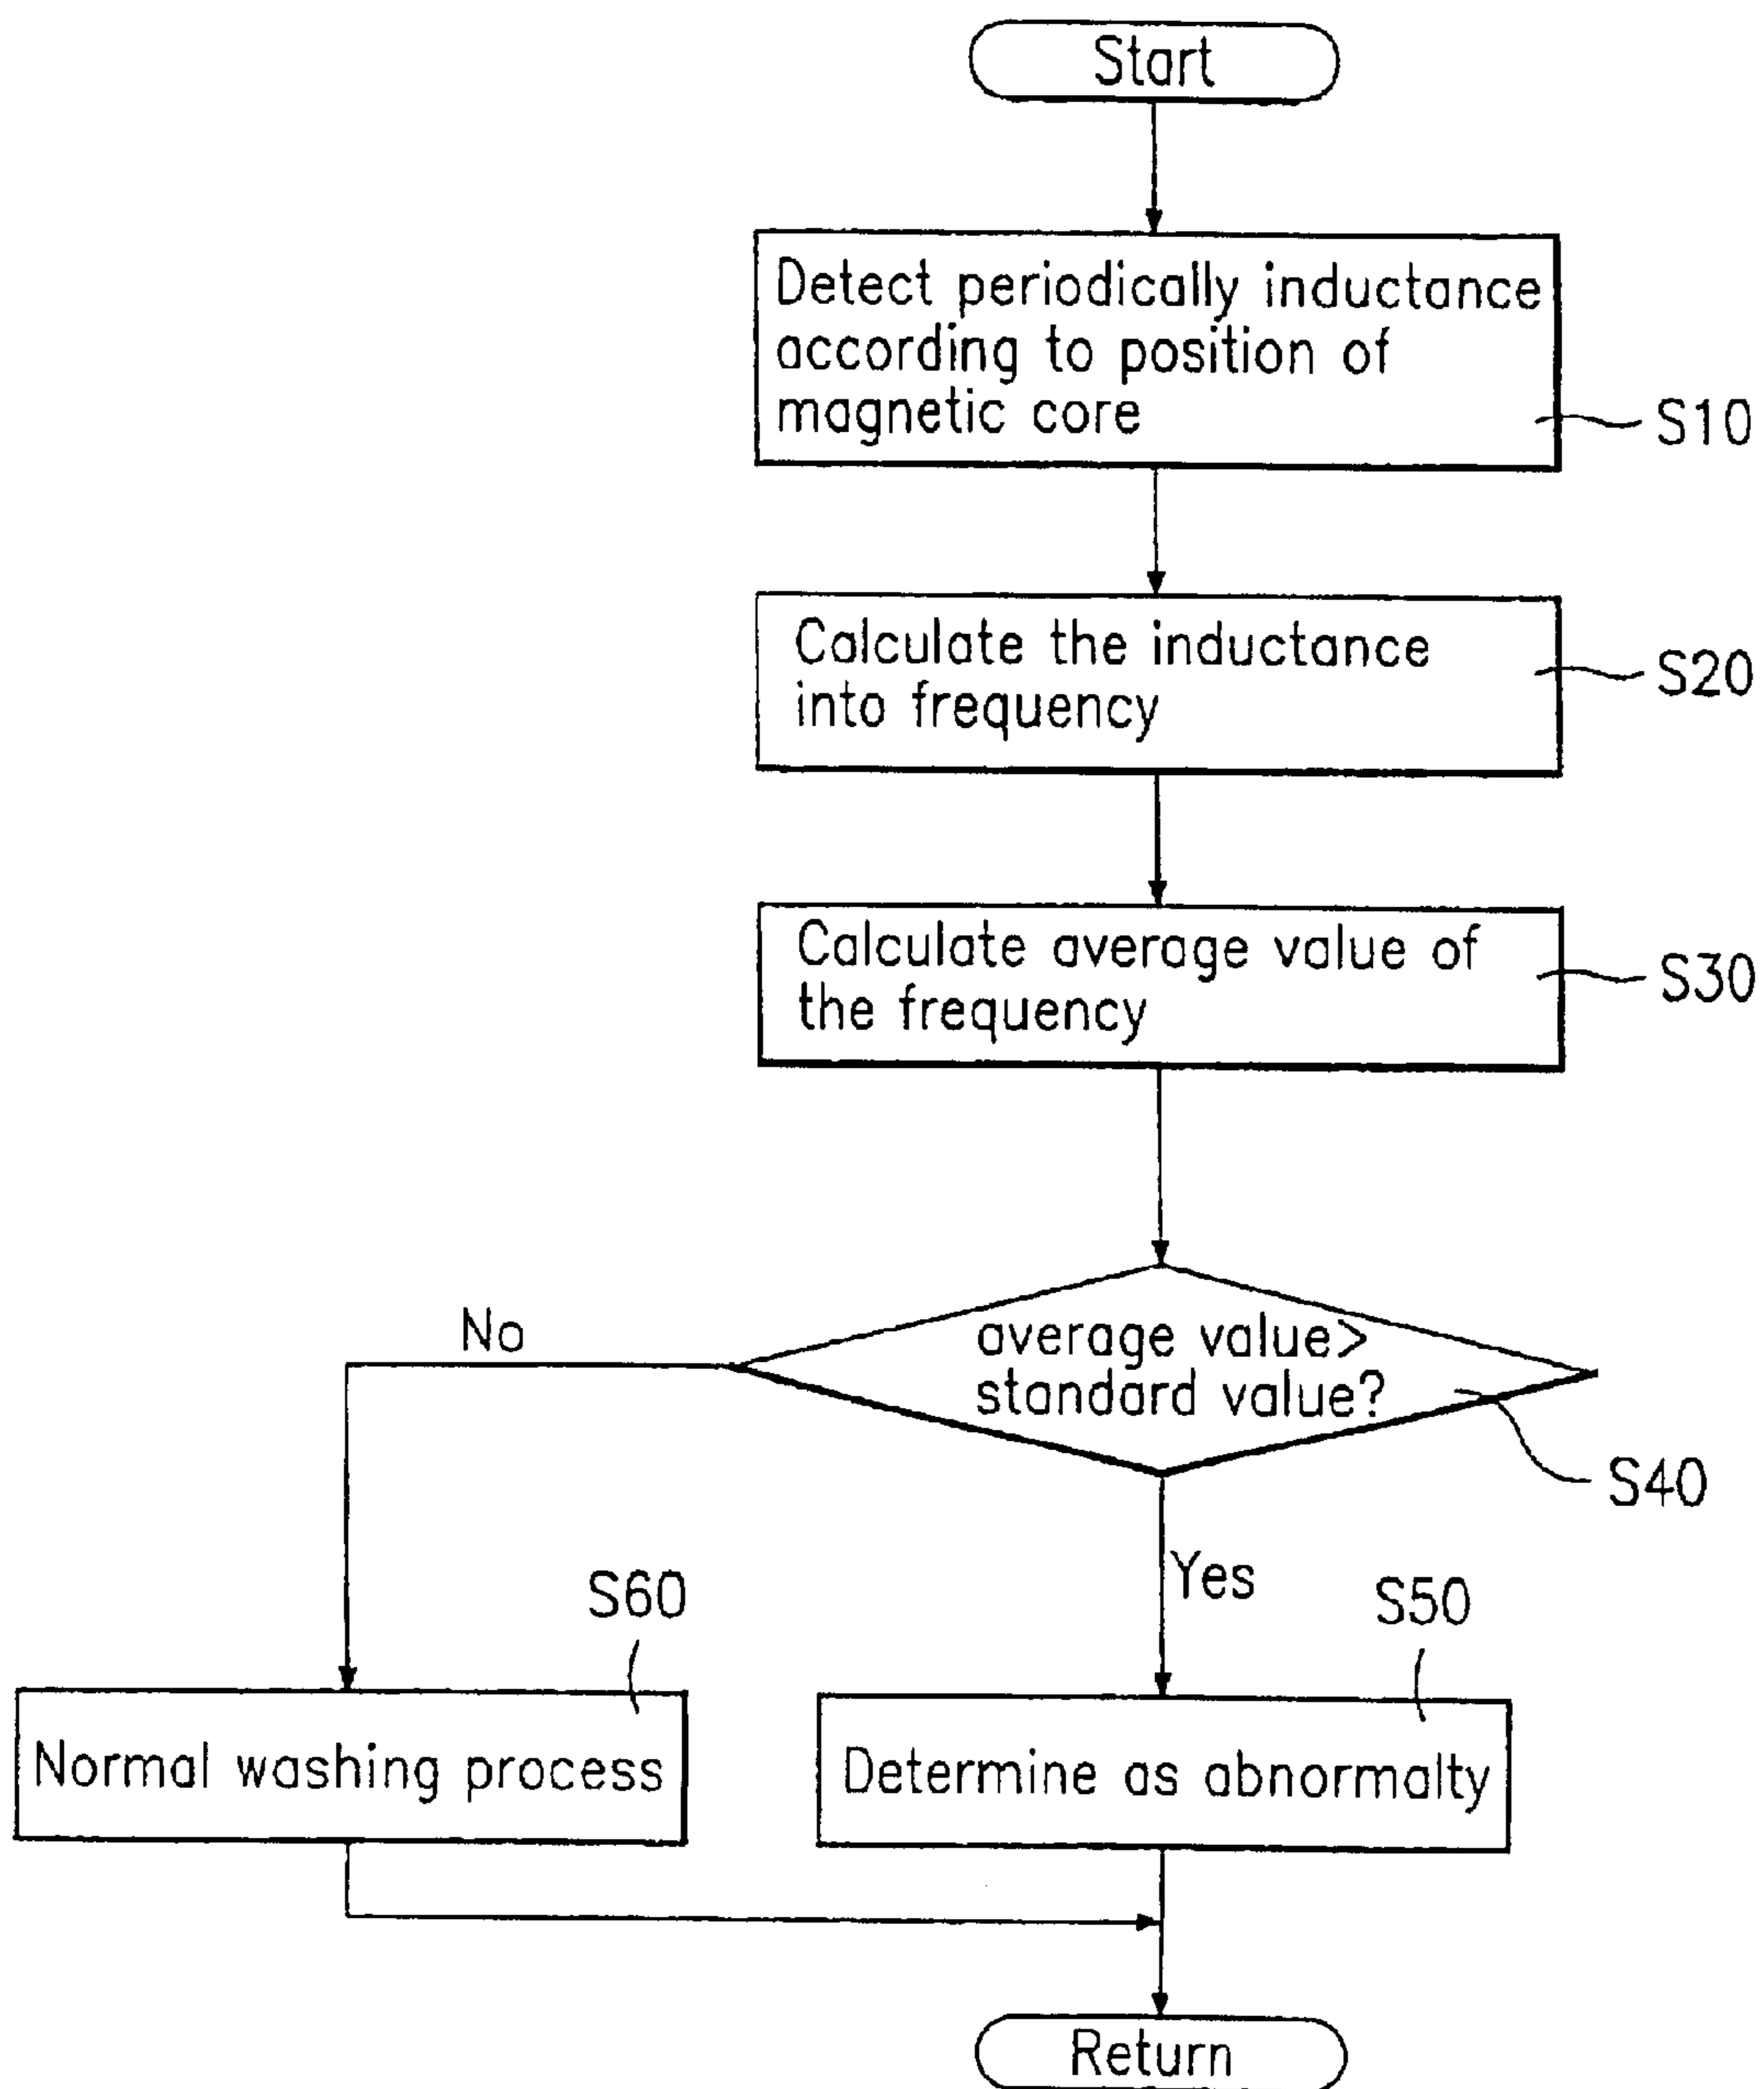 Start
Detect periodically inductance
according to position of
magnetic core
S10
Calculate the inductance
into frequency
S20
Calculate average value of
the frequency
S30
average value>
standard value?
S40
No
Yes
S60
S50
Normal washing process
Determine as abnormalty
Return